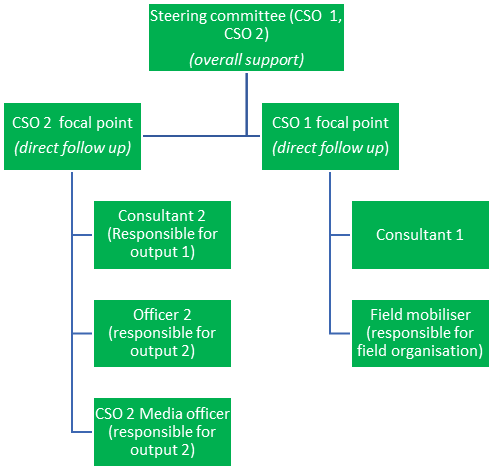 Steering committee (CSO  1,
CSO 2)
(overall support)
CSO 2  focal point
(direct follow up)
CSO 1 focal point
(direct follow up)
Consultant 2
(Responsible for
output 1)
Consultant 1
Officer 2
(responsible for
output 2)
Field mobiliser
(responsible for
field organisation)
CSO 2 Media officer
(responsible for
output 2)